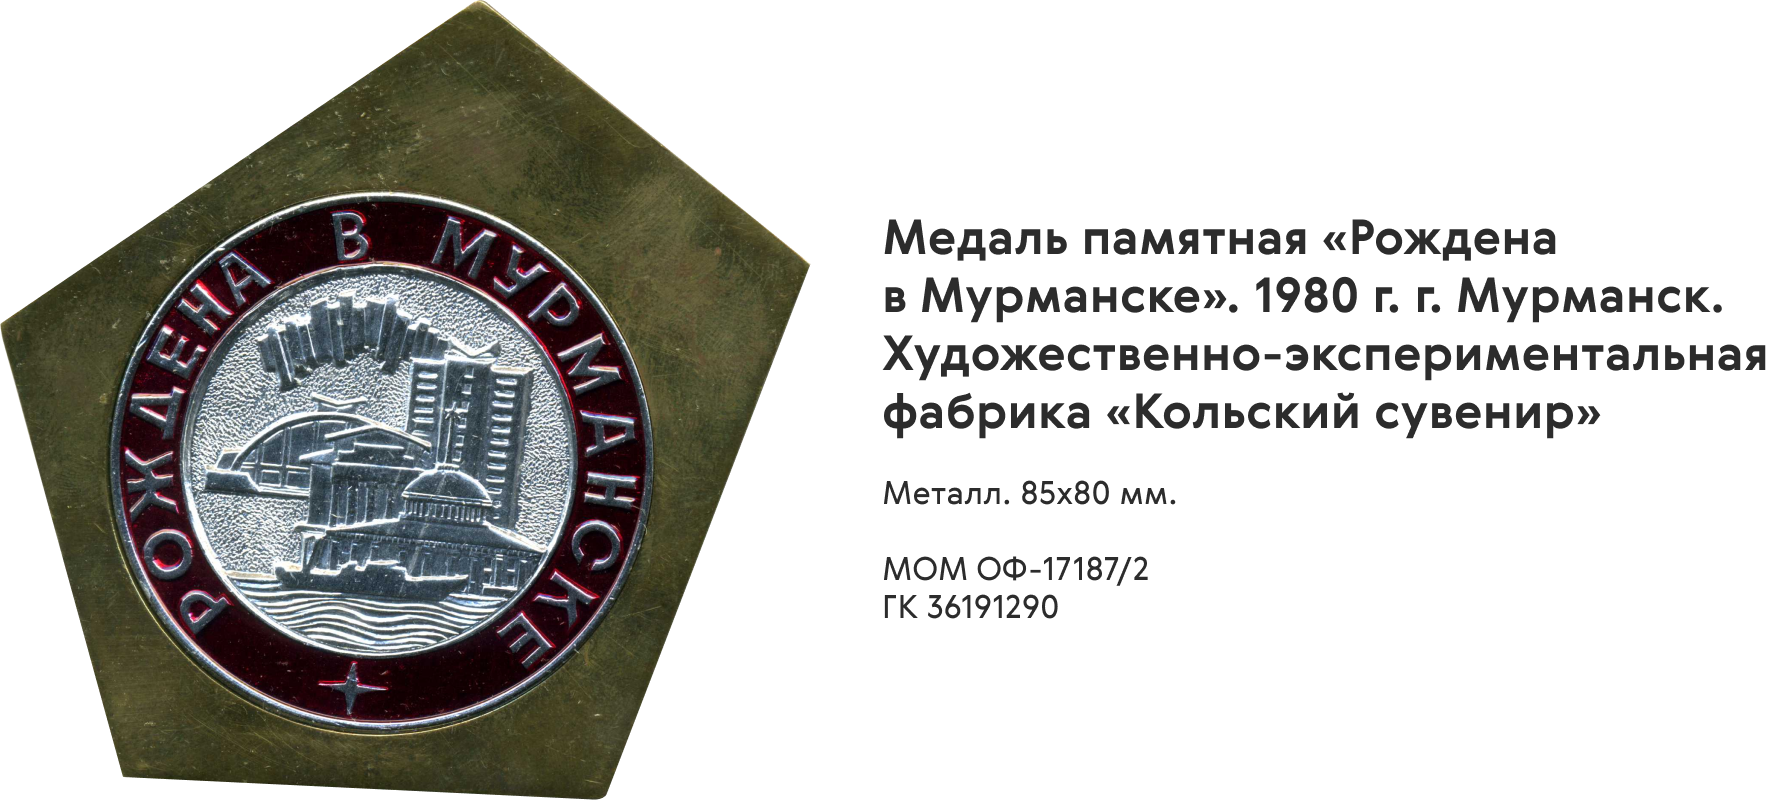 РОЖДЕНА В МУРМАНСКЕ
Медаль памятная «Рождена
в Мурманске». 1980 г. г. Мурманск.
Художественно-экспериментальная
фабрика «Кольский сувенир»
Металл. 85х80 мм.
МОМ ОФ-17187/2
ГК 36191290